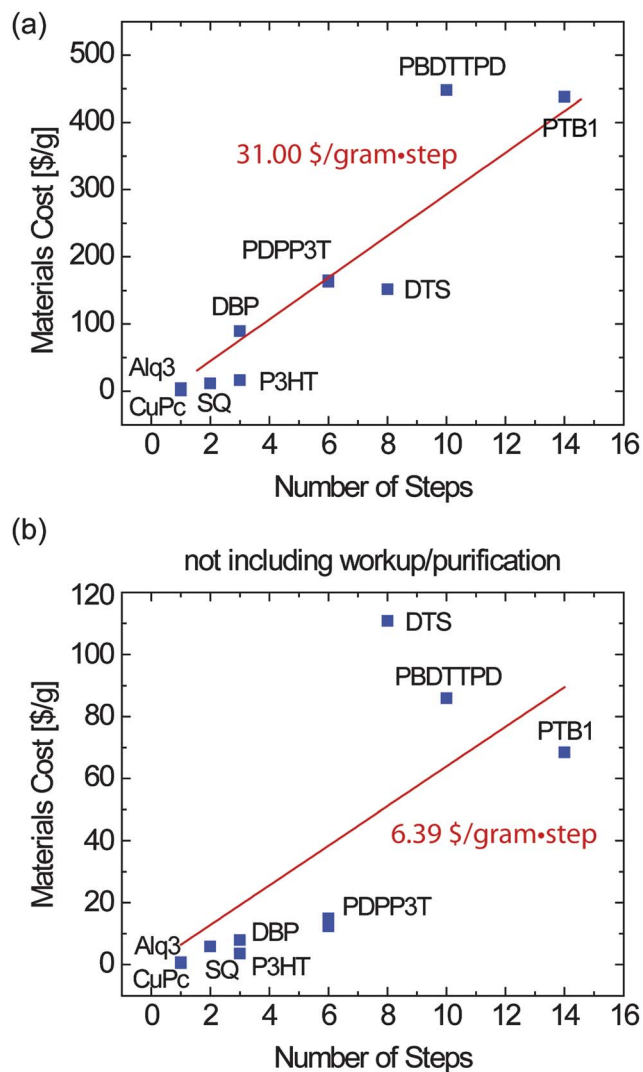 (a)
500
400
300
200
100
0
Materials Cost [$/g]
PBDTTPD
PTB1
31.00 $/gram•step
PDPP3T
DTS
DBP
Alq3
P3HT
CuPc
SQ
0 2 4 6 8 10 12 14 16
Number of Steps
(b)
not including workup/purification
120
100
80
60
40
20
0
Materials Cost [$/g]
DTS
PBDTTPD
PTB1
6.39 $/gram•step
PDPP3T
DBP
Alq3
P3HT
SQ
CuPc
0 2 4 6 8 10 12 14 16
Number of Steps